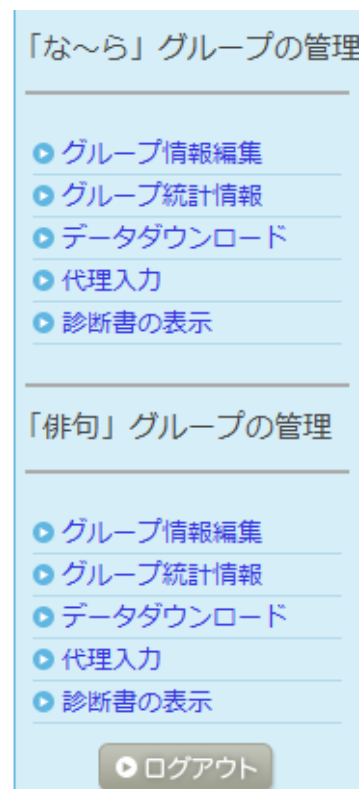 「な～ら」グループの管理
グループ情報編集
グループ統計情報
データダウンロード
代理入力
診断書の表示
「俳句」グループの管理
グループ情報編集
グループ統計情報
データダウンロード
代理入力
診断書の表示
ログアウト